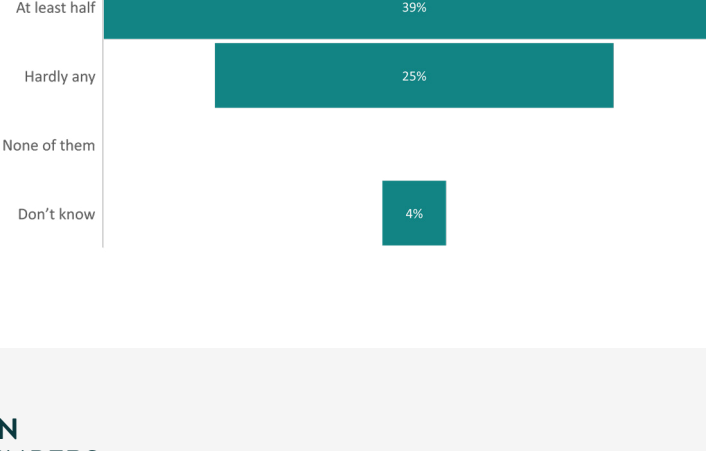 At least half 39%
Hardly any 25%
None of them
Don’t know 4%
N